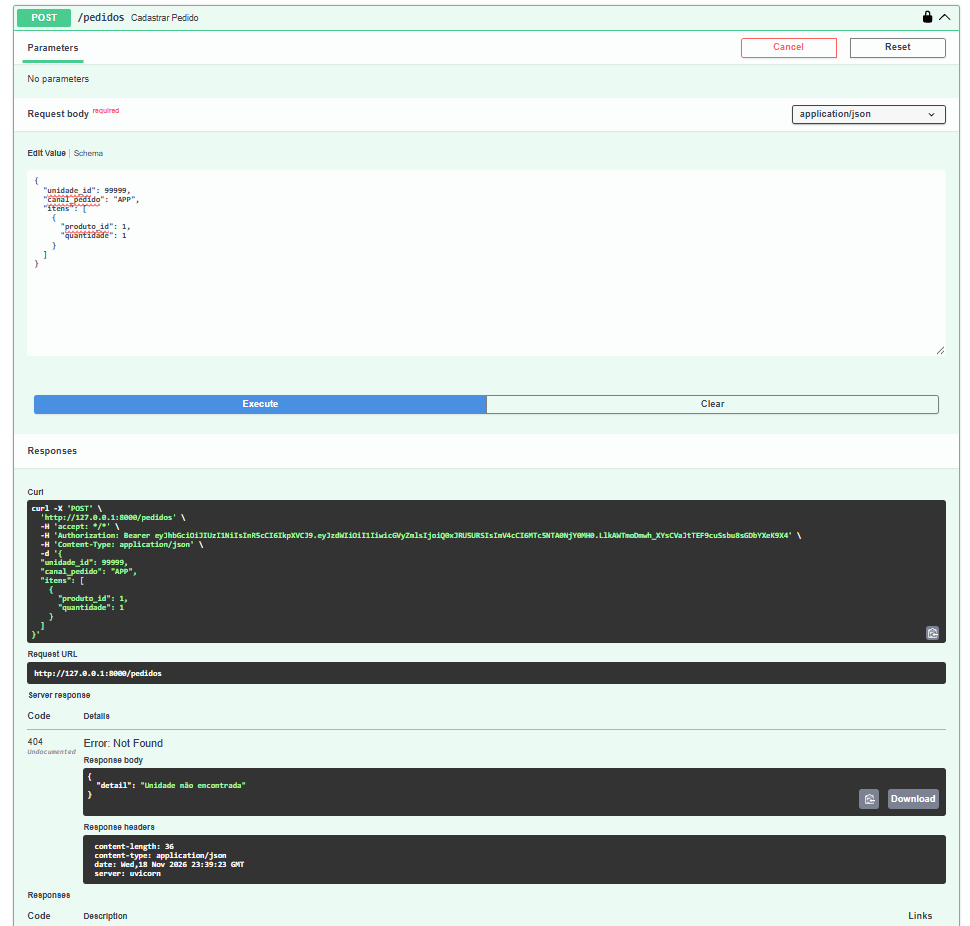 POST /pedidos Cadastrar Pedido
Parameters
Cancel
Reset
No parameters
Request body required
application/json
Edit Value | Schema
{
"unidade_id": 99999,
"canal_pedido": "APP",
"itens": [
{
"produto_id": 1,
"quantidade": 1
}
]
}
Execute
Clear
Responses
Curl
curl -X 'POST' \
'http://127.0.0.1:8000/pedidos' \
-H 'accept: */*' \
-H 'Authorization: Bearer \
-H 'Content-Type: application/json' \
-d '{
"unidade_id": 99999,
"canal_pedido": "APP",
"itens": [
{
"produto_id": 1,
"quantidade": 1
}
]
}'
Request URL
http://127.0.0.1:8000/pedidos
Server response
Code Details
404
Undocumented
Error: Not Found
Response body
{
"detail": "Unidade não encontrada"
}
Download
Response headers
content-length: 36
content-type: application/json
date: Wed,18 Nov 2026 23:39:23 GMT
server: uvicorn
Responses
Code Description Links